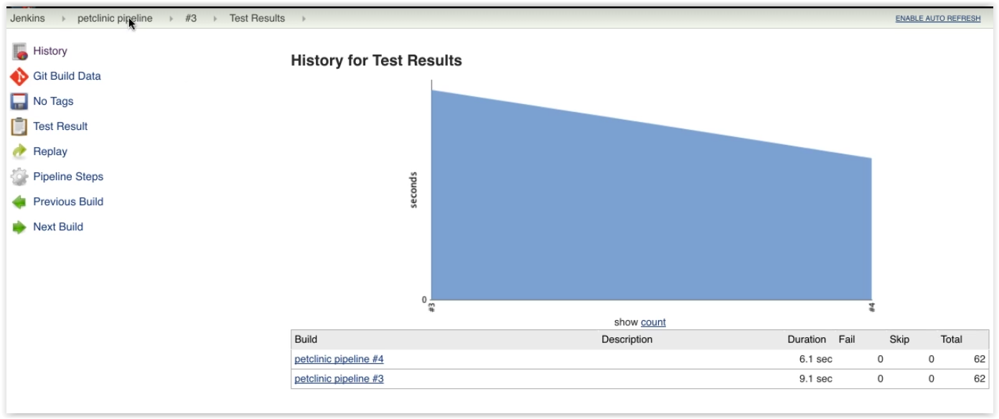 Jenkins petclinic pipeline #3 Test Results ENABLE AUTO REFRESH
History
Git Build Data
No Tags
Test Result
Replay
Pipeline Steps
Previous Build
Next Build
History for Test Results
seconds
0
#3 #4
show count
Build Description Duration Fail Skip Total
petclinic pipeline #4 6.1 sec 0 0 62
petclinic pipeline #3 9.1 sec 0 0 62